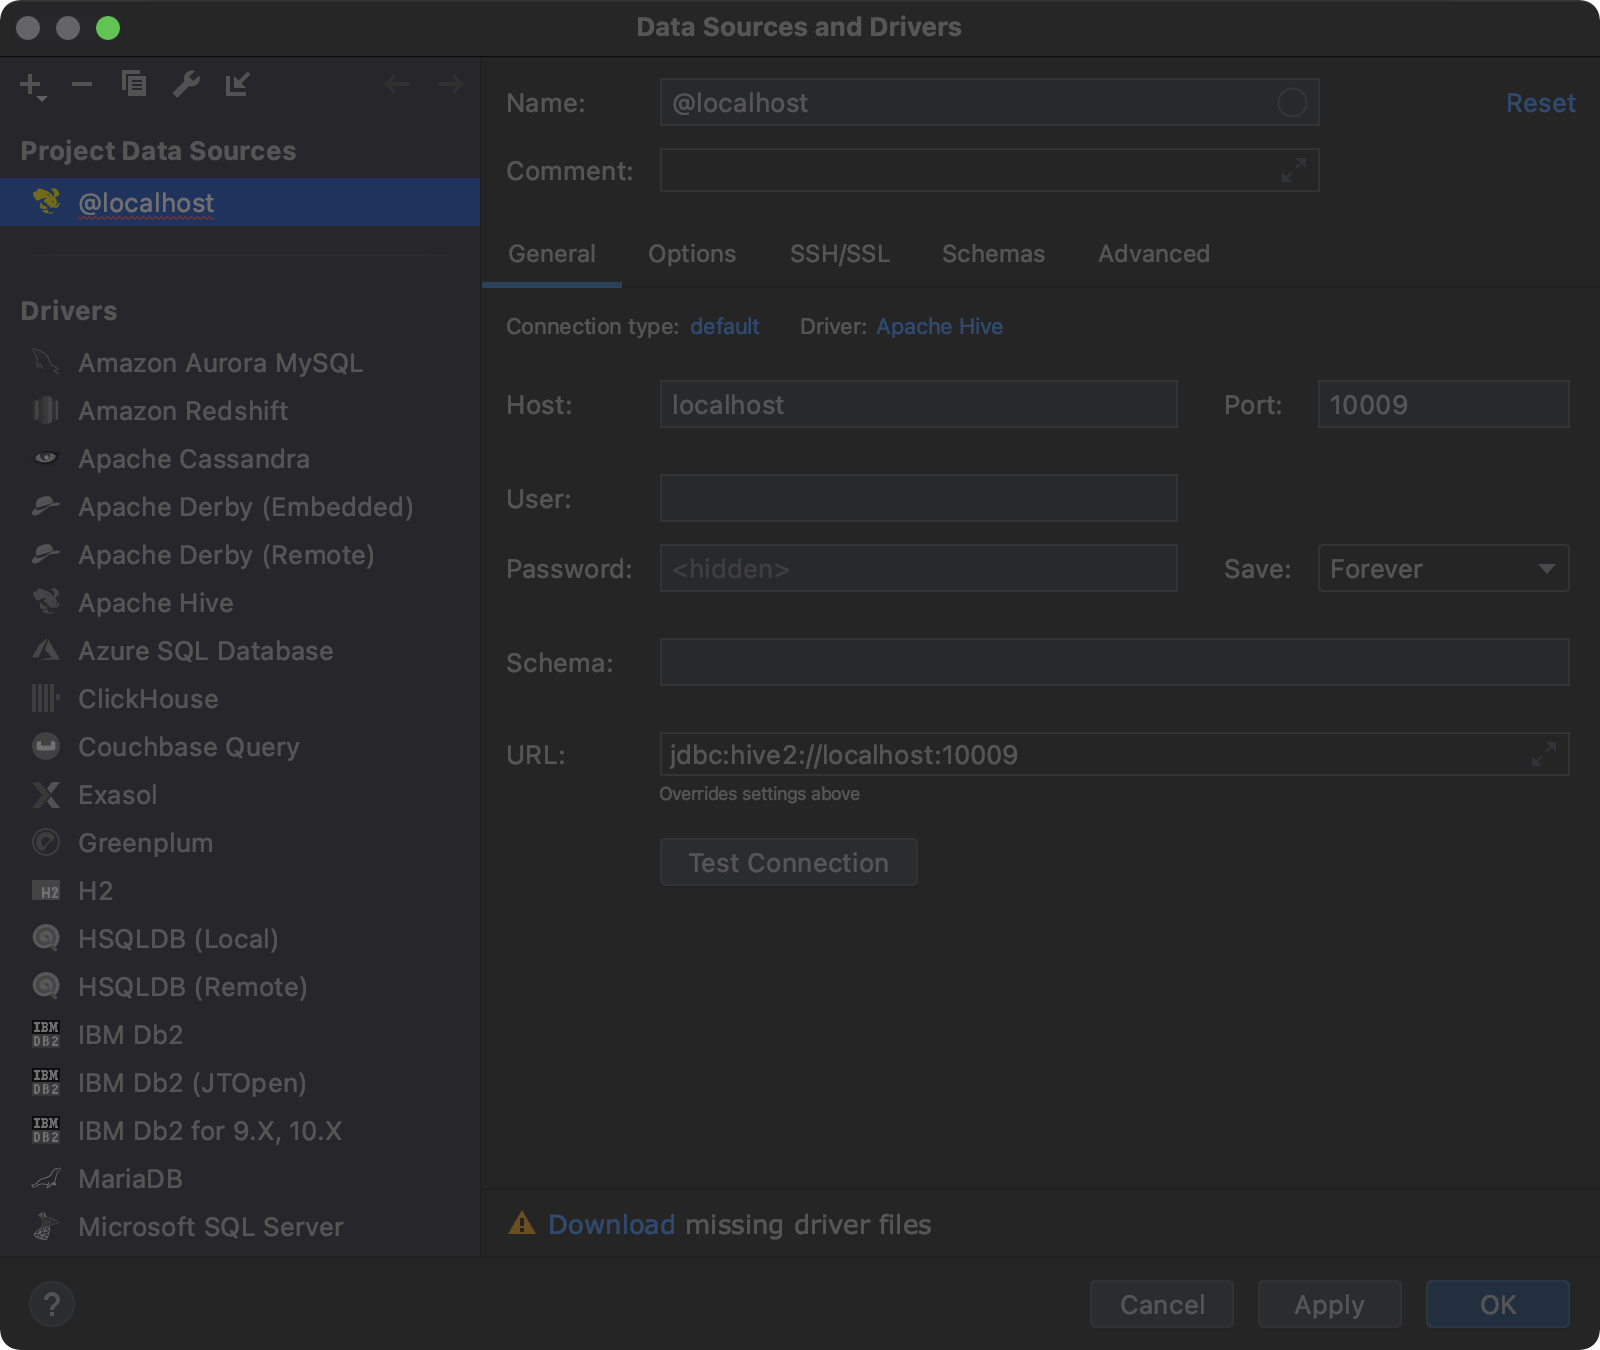 Data Sources and Drivers
Project Data Sources
@localhost
Drivers
Amazon Aurora MySQL
Amazon Redshift
Apache Cassandra
Apache Derby (Embedded)
Apache Derby (Remote)
Apache Hive
Azure SQL Database
ClickHouse
Couchbase Query
Exasol
Greenplum
H2 H2
HSQLDB (Local)
HSQLDB (Remote)
IBM DB2 IBM Db2
IBM DB2 IBM Db2 (JTOpen)
IBM DB2 IBM Db2 for 9.X, 10.X
MariaDB
Microsoft SQL Server
Name: @localhost Reset
Comment:
General Options SSH/SSL Schemas Advanced
Connection type: default Driver: Apache Hive
Host: localhost Port: 10009
User:
Password: <hidden> Save: Forever
Schema:
URL: jdbc:hive2://localhost:10009
Overrides settings above
Test Connection
Download missing driver files
? Cancel Apply OK